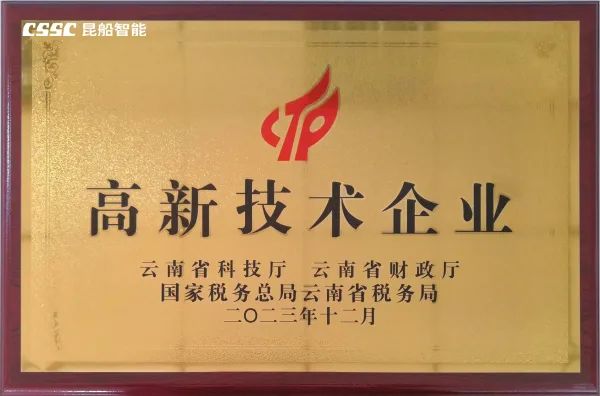 CSSC 昆船智能
高新技术企业
云南省科技厅 云南省财政厅
国家税务总局云南省税务局
二〇二三年十二月